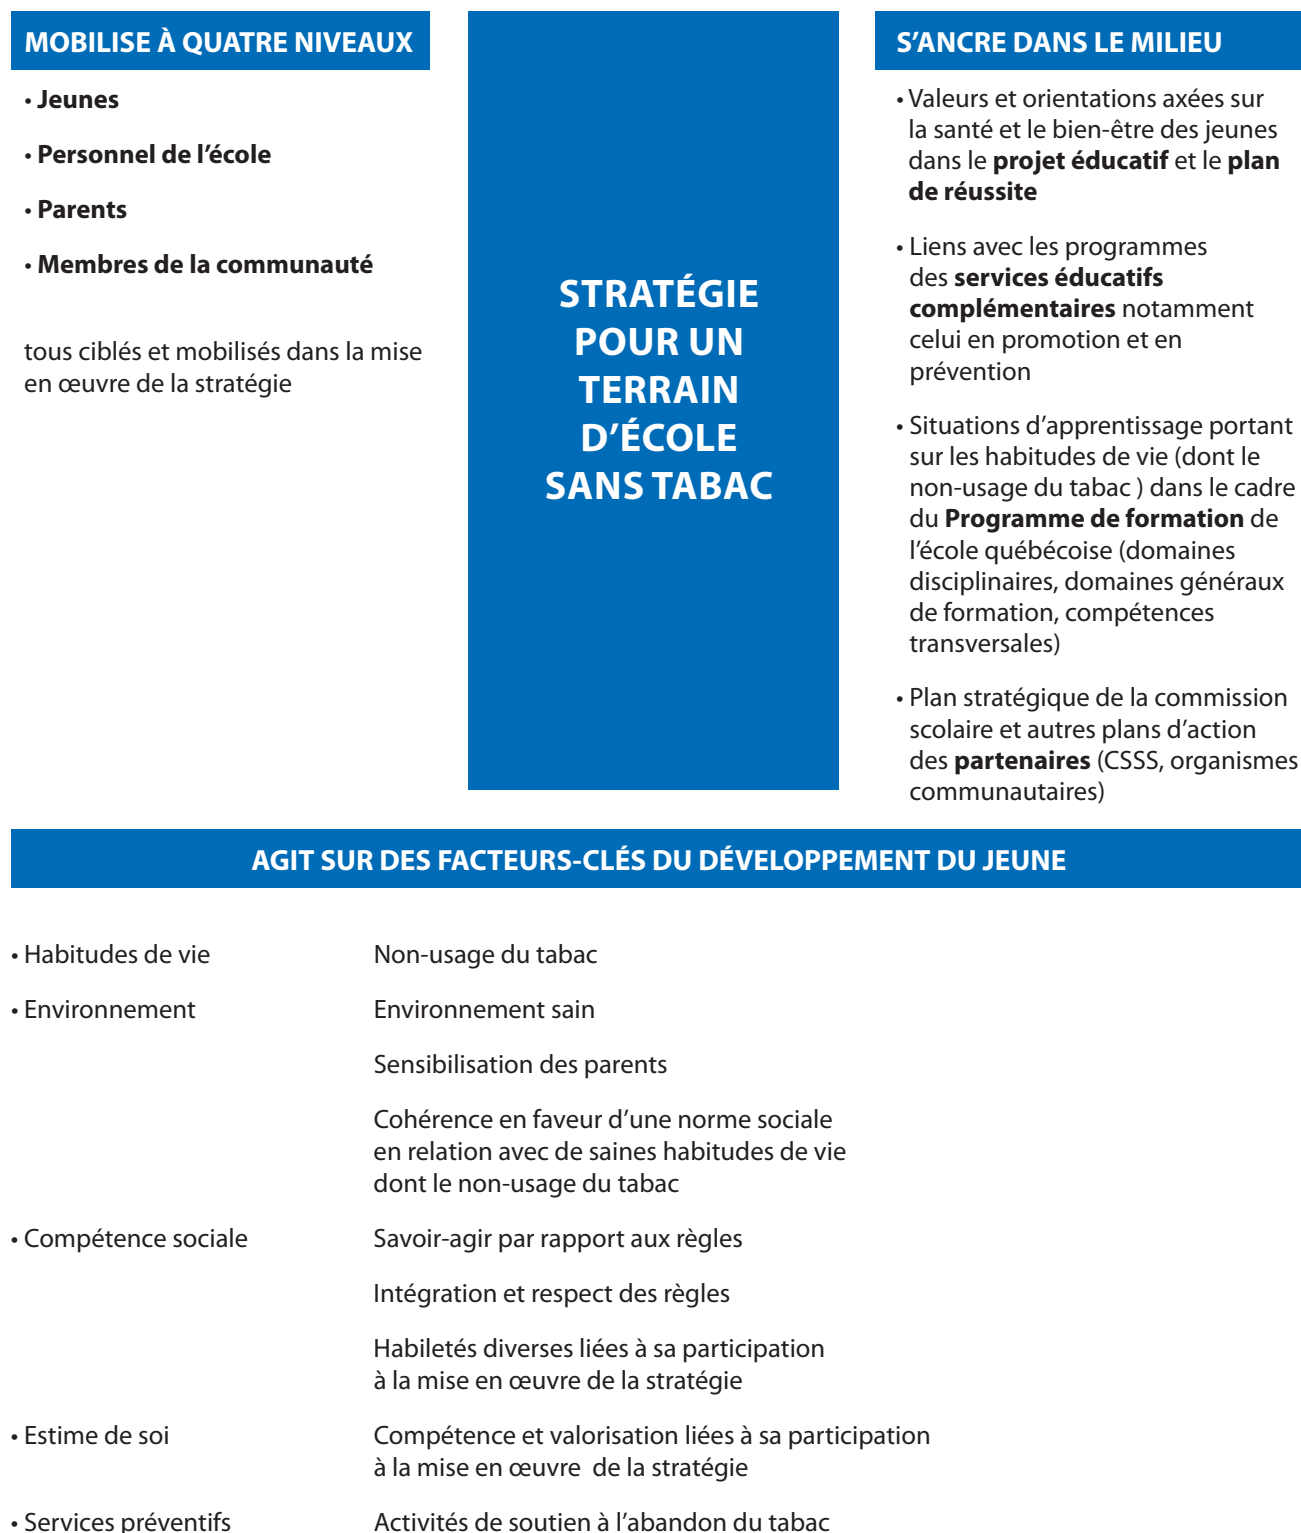 MOBILISE À QUATRE NIVEAUX
• Jeunes
• Personnel de l’école
• Parents
• Membres de la communauté
tous ciblés et mobilisés dans la mise
en œuvre de la stratégie
STRATÉGIE
POUR UN
TERRAIN
D’ÉCOLE
SANS TABAC
S’ANCRE DANS LE MILIEU
• Valeurs et orientations axées sur
la santé et le bien-être des jeunes
dans le projet éducatif et le plan
de réussite
• Liens avec les programmes
des services éducatifs
complémentaires notamment
celui en promotion et en
prévention
• Situations d’apprentissage portant
sur les habitudes de vie (dont le
non-usage du tabac ) dans le cadre
du Programme de formation de
l’école québécoise (domaines
disciplinaires, domaines généraux
de formation, compétences
transversales)
• Plan stratégique de la commission
scolaire et autres plans d’action
des partenaires (CSSS, organismes
communautaires)
AGIT SUR DES FACTEURS-CLÉS DU DÉVELOPPEMENT DU JEUNE
• Habitudes de vie Non-usage du tabac
• Environnement Environnement sain
Sensibilisation des parents
Cohérence en faveur d’une norme sociale
en relation avec de saines habitudes de vie
dont le non-usage du tabac
• Compétence sociale Savoir-agir par rapport aux règles
Intégration et respect des règles
Habiletés diverses liées à sa participation
à la mise en œuvre de la stratégie
• Estime de soi Compétence et valorisation liées à sa participation
à la mise en œuvre de la stratégie
• Services préventifs Activités de soutien à l’abandon du tabac